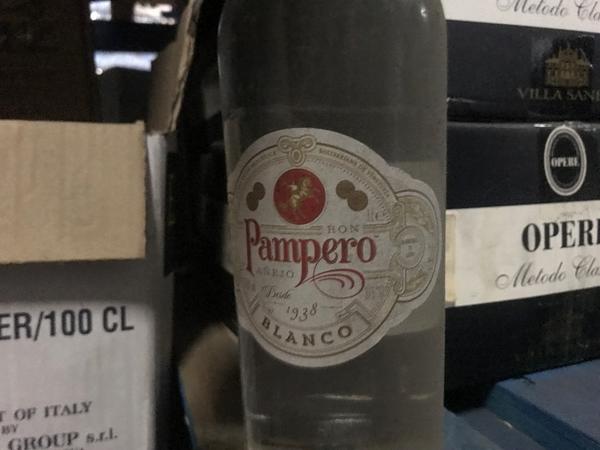 ER/100 CL
T OF ITALY
BY
GROUP s.r.l.
RON
Pampero
AÑEJO
Desde
1938
BLANCO
Metodo Cla
VILLA SAN
OPERE
OPERE
Metodo Cla